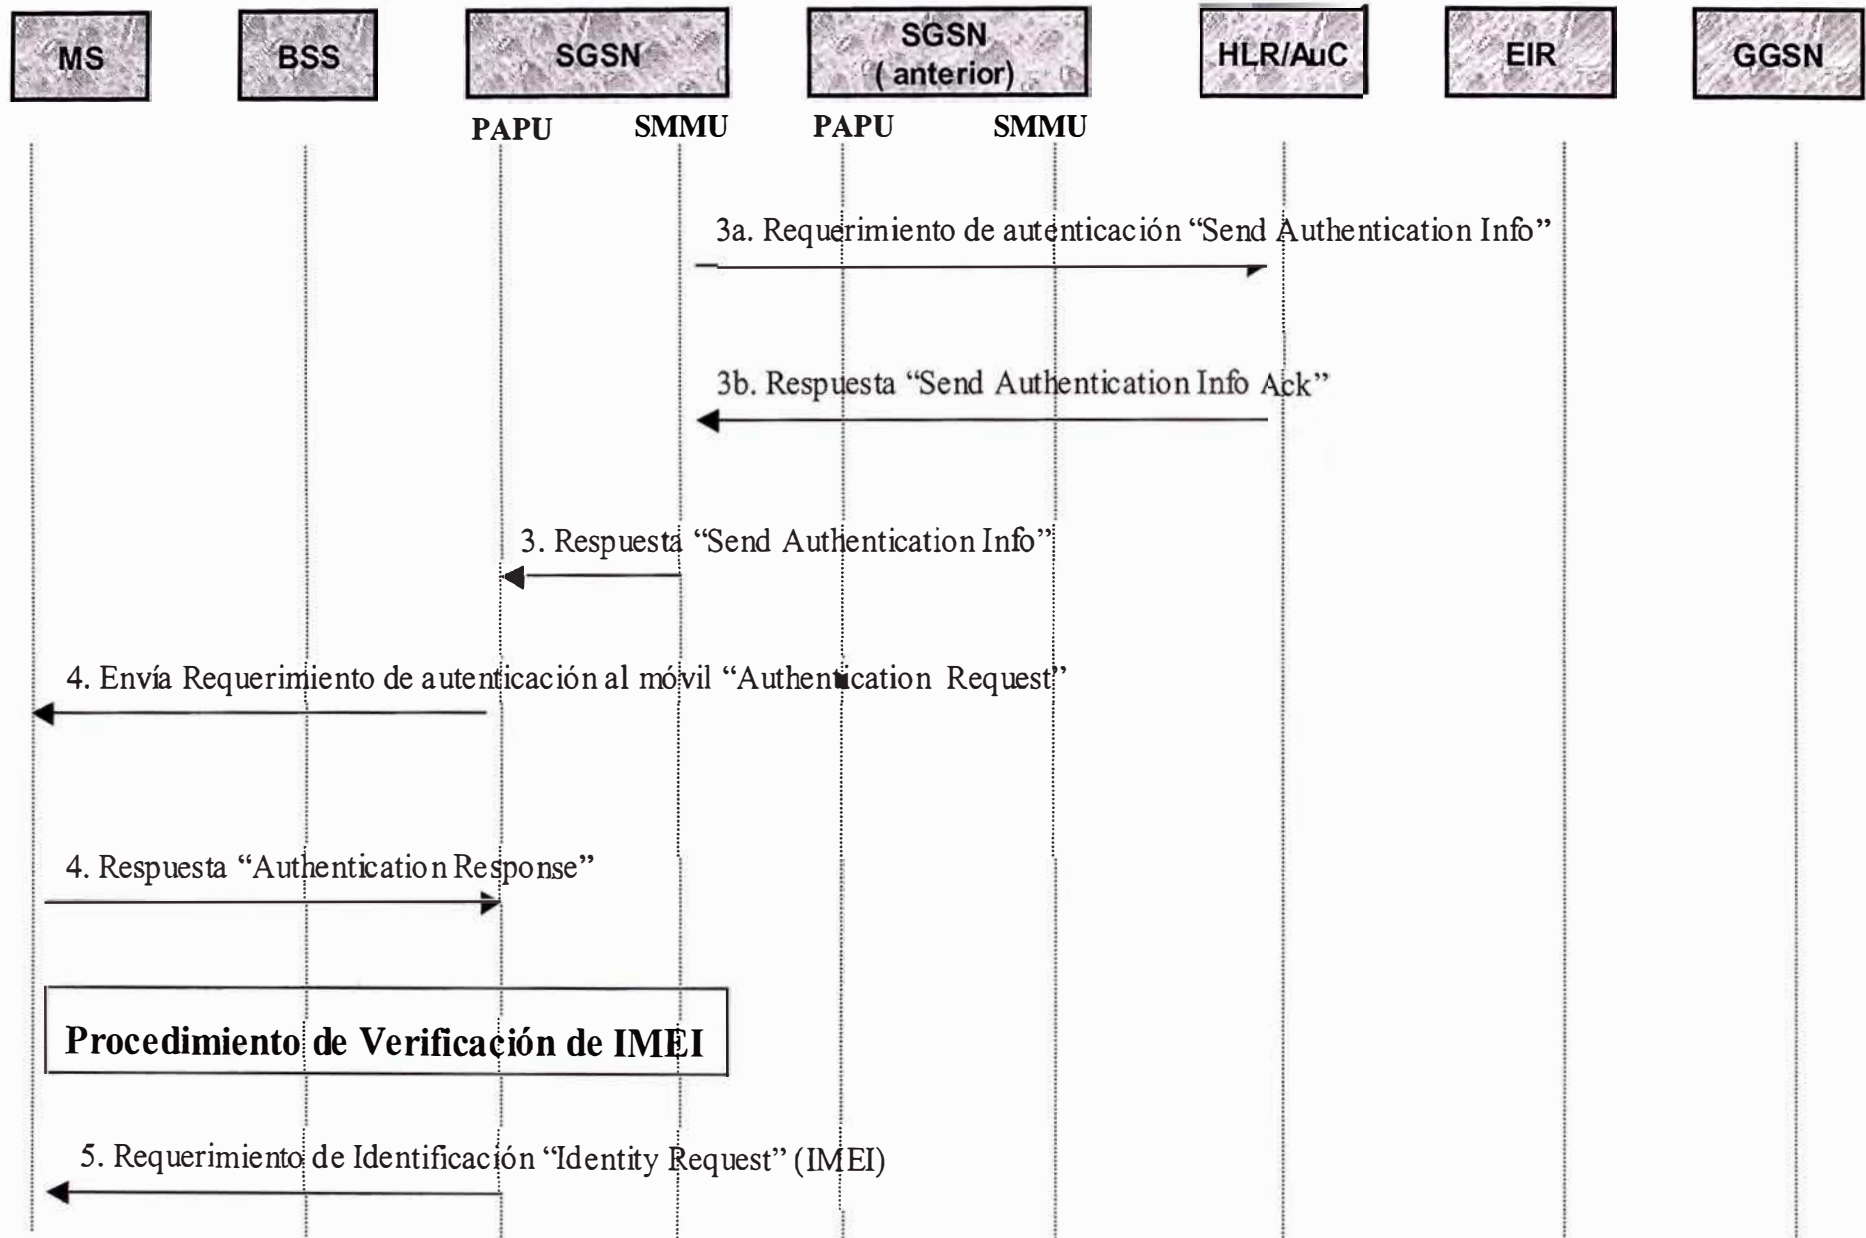 MS
BSS
SGSN
SGSN
( anterior)
HLR/AuC
EIR
GGSN
PAPU
SMMU
PAPU
SMMU
3a. Requerimiento de autenticación “Send Authentication Info”
3b. Respuesta “Send Authentication Info Ack”
3. Respuesta “Send Authentication Info”
4. Envía Requerimiento de autenticación al móvil “Authentication Request”
4. Respuesta “Authentication Response”
Procedimiento de Verificación de IMEI
5. Requerimiento de Identificación “Identity Request” (IMEI)